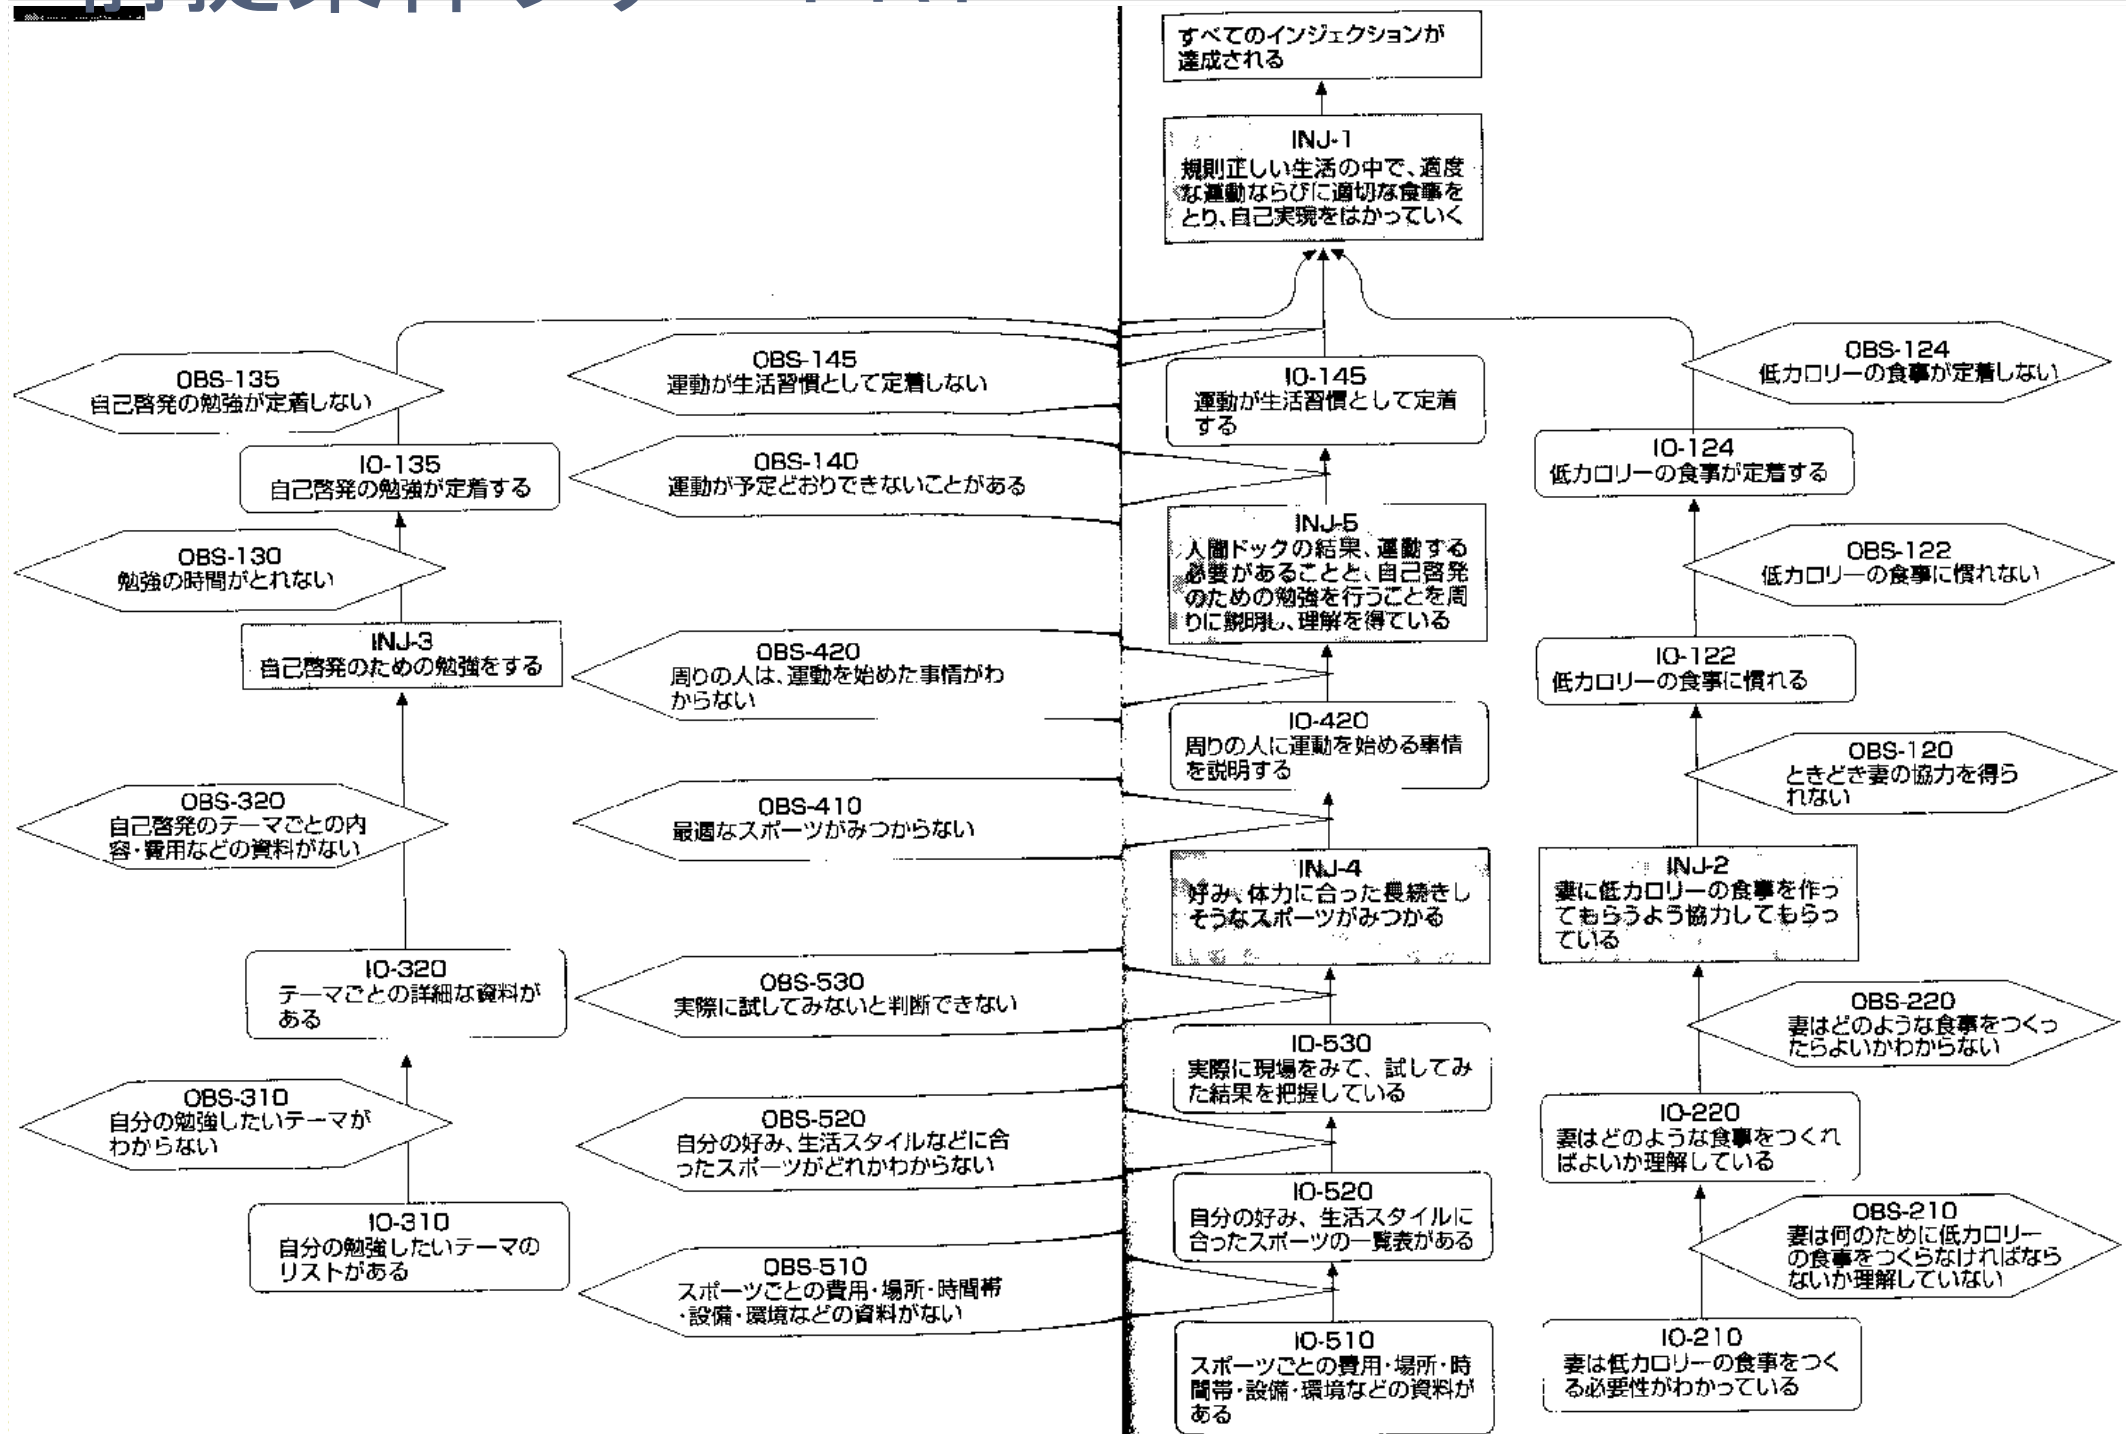 すべてのインジェクションが
達成される
INJ-1
規則正しい生活の中で、適度
な運動ならびに適切な食事を
とり、自己実現をはかっていく
OBS-135
自己啓発の勉強が定着しない
IO-135
自己啓発の勉強が定着する
OBS-130
勉強の時間がとれない
INJ-3
自己啓発のための勉強をする
OBS-320
自己啓発のテーマごとの内
容・費用などの資料がない
IO-320
テーマごとの詳細な資料が
ある
OBS-310
自分の勉強したいテーマが
わからない
IO-310
自分の勉強したいテーマの
リストがある
OBS-145
運動が生活習慣として定着しない
IO-145
運動が生活習慣として定着
する
OBS-140
運動が予定どおりできないことがある
INJ-5
人間ドックの結果、運動する
必要があることと、自己啓発
のための勉強を行うことを周
りに説明し、理解を得ている
OBS-420
周りの人は、運動を始めた事情がわ
からない
IO-420
周りの人に運動を始める事情
を説明する
OBS-410
最適なスポーツがみつからない
INJ-4
好み、体力に合った長続きし
そうなスポーツがみつかる
OBS-530
実際に試してみないと判断できない
IO-530
実際に現場をみて、試してみ
た結果を把握している
OBS-520
自分の好み、生活スタイルなどに合
ったスポーツがどれかわからない
IO-520
自分の好み、生活スタイルに
合ったスポーツの一覧表がある
OBS-510
スポーツごとの費用・場所・時間帯
・設備・環境などの資料がない
IO-510
スポーツごとの費用・場所・時
間帯・設備・環境などの資料が
ある
OBS-124
低カロリーの食事が定着しない
IO-124
低カロリーの食事が定着する
OBS-122
低カロリーの食事に慣れない
IO-122
低カロリーの食事に慣れる
OBS-120
ときどき妻の協力を得ら
れない
INJ-2
妻に低カロリーの食事を作っ
てもらうよう協力してもらっ
ている
OBS-220
妻はどのような食事をつくっ
たらよいかわからない
IO-220
妻はどのような食事をつくれ
ばよいか理解している
OBS-210
妻は何のために低カロリー
の食事をつくらなければなら
ないか理解していない
IO-210
妻は低カロリーの食事をつく
る必要性がわかっている